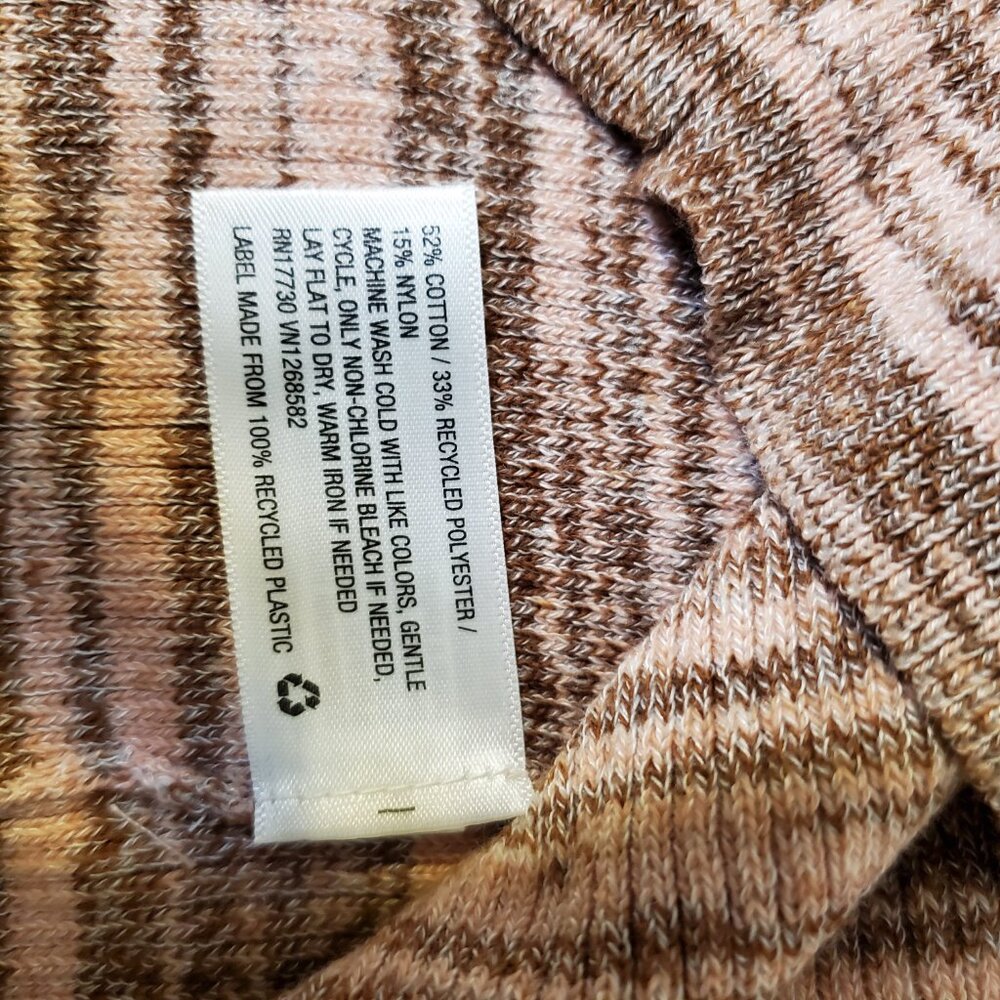 52% COTTON / 33% RECYCLED POLYESTER /
15% NYLON
MACHINE WASH COLD WITH LIKE COLORS, GENTLE
CYCLE, ONLY NON-CHLORINE BLEACH IF NEEDED,
LAY FLAT TO DRY, WARM IRON IF NEEDED
RN17730 VN1268582
LABEL MADE FROM 100% RECYCLED PLASTIC